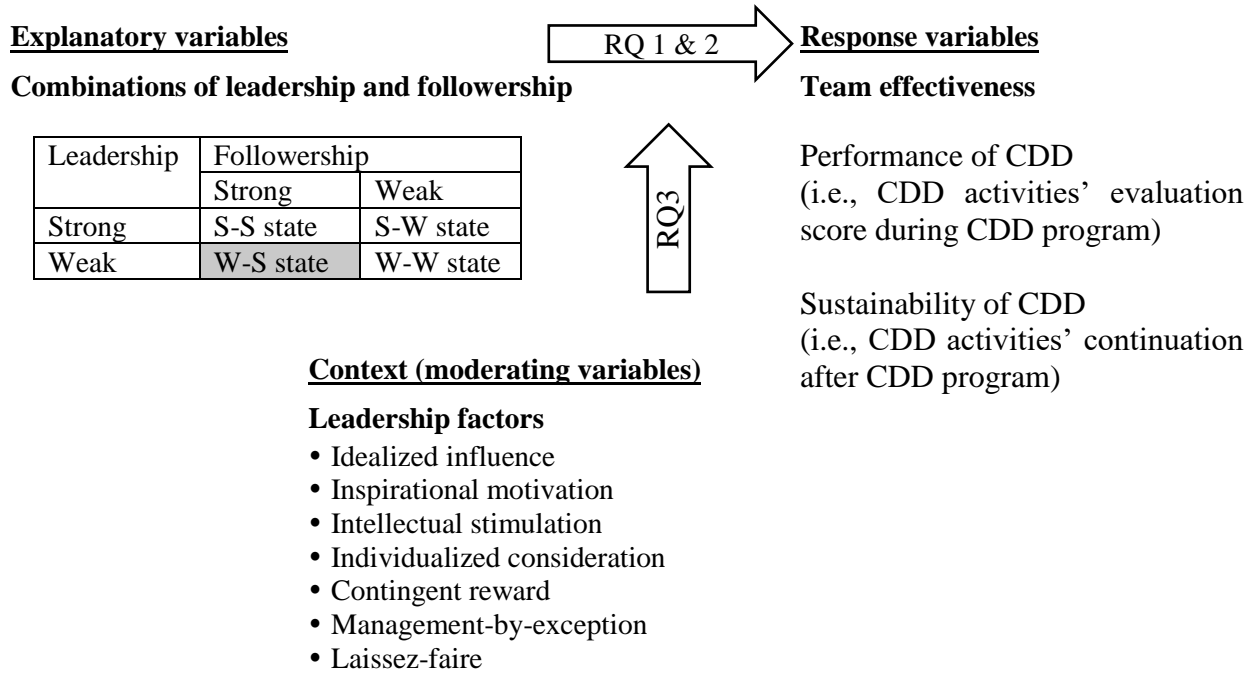 Explanatory variables
RQ 1 & 2
Response variables
Combinations of leadership and followership
Team effectiveness
Leadership Followership
Strong Weak
Strong S-S state S-W state
Weak W-S state W-W state
RQ3
Performance of CDD
(i.e., CDD activities’ evaluation
score during CDD program)
Sustainability of CDD
(i.e., CDD activities’ continuation
after CDD program)
Context (moderating variables)
Leadership factors
• Idealized influence
• Inspirational motivation
• Intellectual stimulation
• Individualized consideration
• Contingent reward
• Management-by-exception
• Laissez-faire